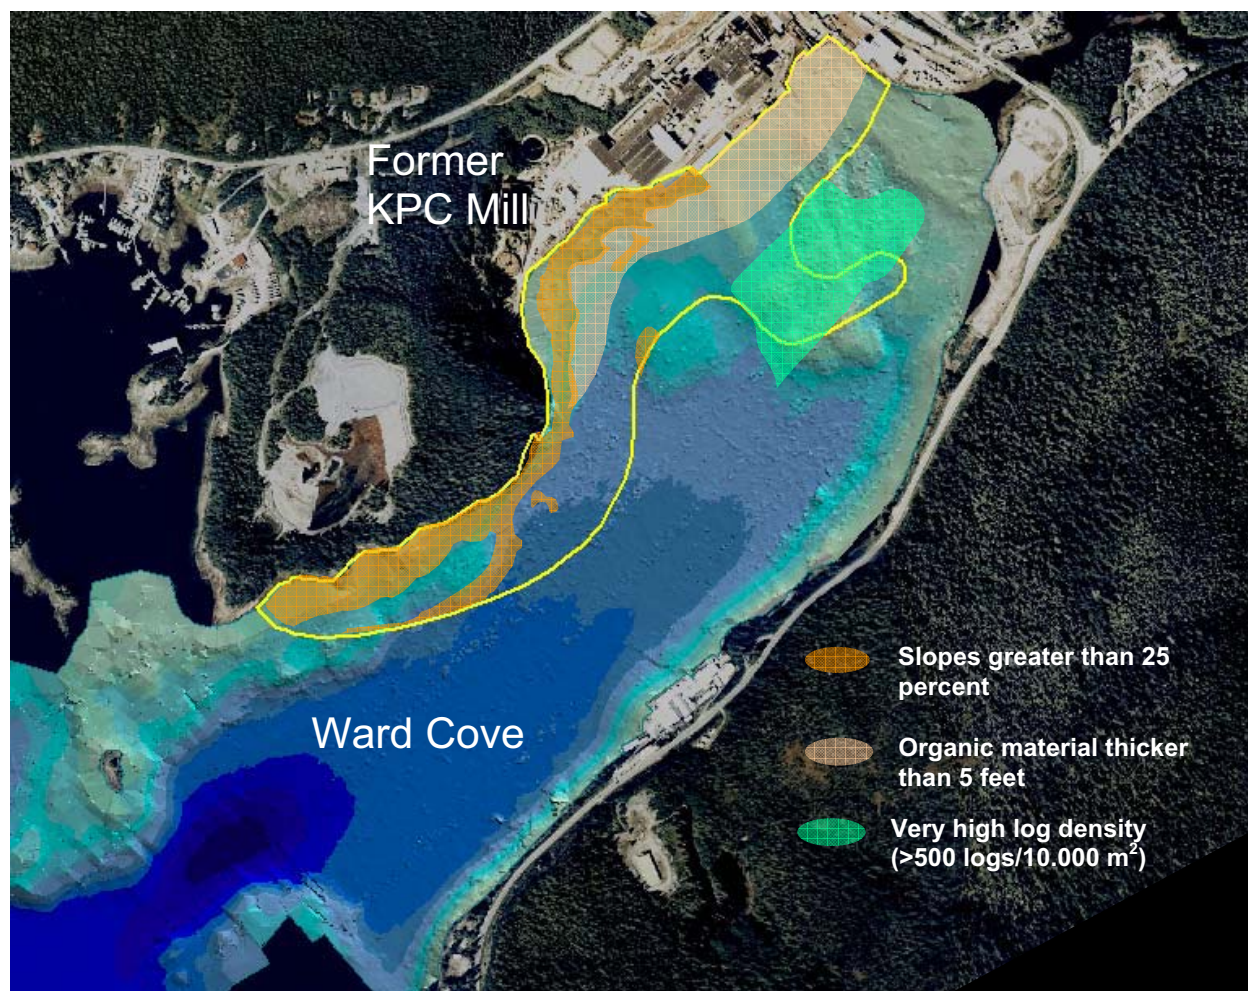 Former
KPC Mill
Ward Cove
Slopes greater than 25
percent
Organic material thicker
than 5 feet
Very high log density
(>500 logs/10.000 m²)